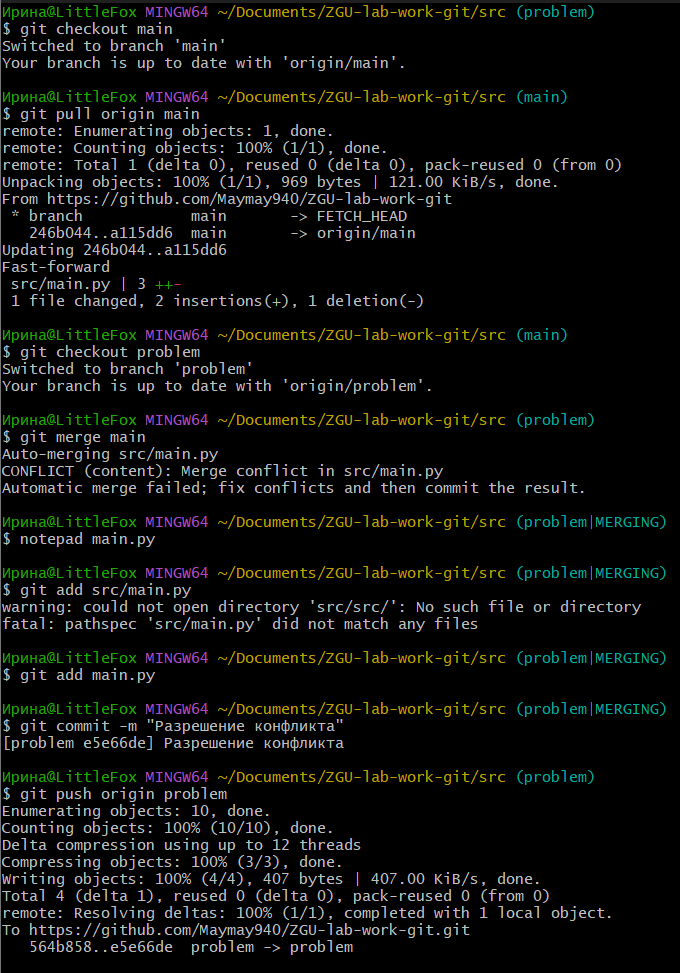 Ирина@LittleFox MINGW64 ~/Documents/ZGU-lab-work-git/src (problem)
$ git checkout main
Switched to branch 'main'
Your branch is up to date with 'origin/main'.
Ирина@LittleFox MINGW64 ~/Documents/ZGU-lab-work-git/src (main)
$ git pull origin main
remote: Enumerating objects: 1, done.
remote: Counting objects: 100% (1/1), done.
remote: Total 1 (delta 0), reused 0 (delta 0), pack-reused 0 (from 0)
Unpacking objects: 100% (1/1), 969 bytes | 121.00 KiB/s, done.
From https://github.com/Maymay940/ZGU-lab-work-git
 * branch            main       -> FETCH_HEAD
   246b044..a115dd6  main       -> origin/main
Updating 246b044..a115dd6
Fast-forward
 src/main.py | 3 ++-
 1 file changed, 2 insertions(+), 1 deletion(-)
Ирина@LittleFox MINGW64 ~/Documents/ZGU-lab-work-git/src (main)
$ git checkout problem
Switched to branch 'problem'
Your branch is up to date with 'origin/problem'.
Ирина@LittleFox MINGW64 ~/Documents/ZGU-lab-work-git/src (problem)
$ git merge main
Auto-merging src/main.py
CONFLICT (content): Merge conflict in src/main.py
Automatic merge failed; fix conflicts and then commit the result.
Ирина@LittleFox MINGW64 ~/Documents/ZGU-lab-work-git/src (problem|MERGING)
$ notepad main.py
Ирина@LittleFox MINGW64 ~/Documents/ZGU-lab-work-git/src (problem|MERGING)
$ git add src/main.py
warning: could not open directory 'src/src/': No such file or directory
fatal: pathspec 'src/main.py' did not match any files
Ирина@LittleFox MINGW64 ~/Documents/ZGU-lab-work-git/src (problem|MERGING)
$ git add main.py
Ирина@LittleFox MINGW64 ~/Documents/ZGU-lab-work-git/src (problem|MERGING)
$ git commit -m "Разрешение конфликта"
[problem e5e66de] Разрешение конфликта
Ирина@LittleFox MINGW64 ~/Documents/ZGU-lab-work-git/src (problem)
$ git push origin problem
Enumerating objects: 10, done.
Counting objects: 100% (10/10), done.
Delta compression using up to 12 threads
Compressing objects: 100% (3/3), done.
Writing objects: 100% (4/4), 407 bytes | 407.00 KiB/s, done.
Total 4 (delta 1), reused 0 (delta 0), pack-reused 0 (from 0)
remote: Resolving deltas: 100% (1/1), completed with 1 local object.
To https://github.com/Maymay940/ZGU-lab-work-git.git
   564b858..e5e66de  problem -> problem